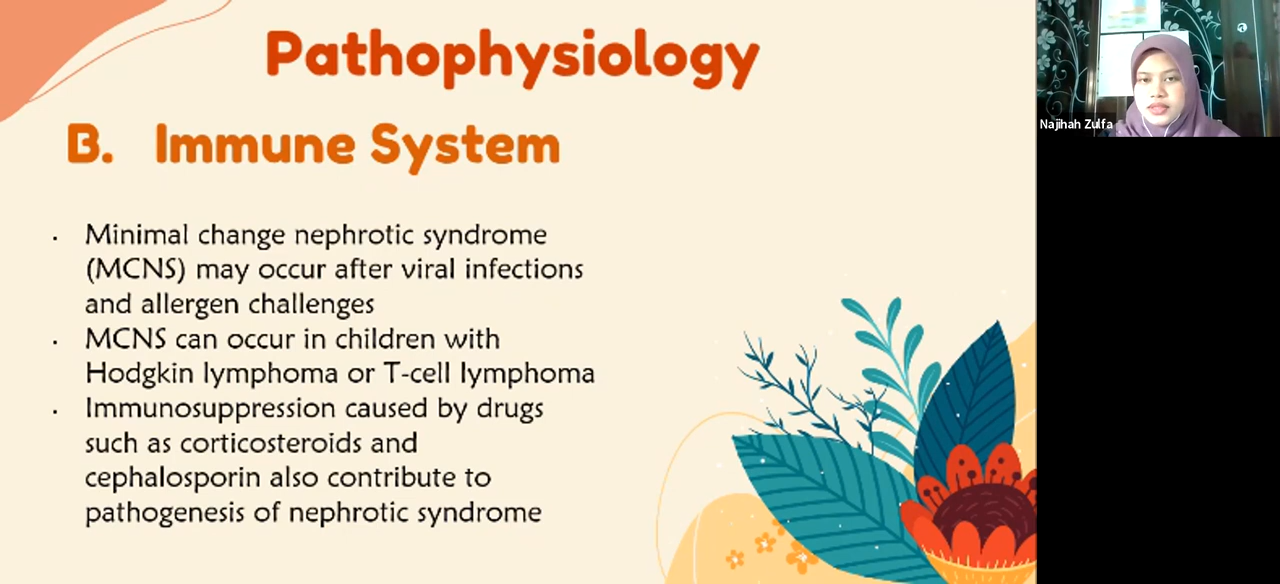 Pathophysiology
B. Immune System
· Minimal change nephrotic syndrome
(MCNS) may occur after viral infections
and allergen challenges
· MCNS can occur in children with
Hodgkin lymphoma or T-cell lymphoma
· Immunosuppression caused by drugs
such as corticosteroids and
cephalosporin also contribute to
pathogenesis of nephrotic syndrome
Najihah Zulfa